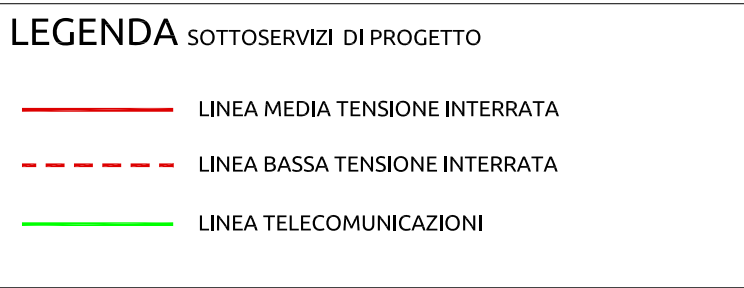 LEGENDA SOTTOSERVIZI DI PROGETTO
LINEA MEDIA TENSIONE INTERRATA
LINEA BASSA TENSIONE INTERRATA
LINEA TELECOMUNICAZIONI